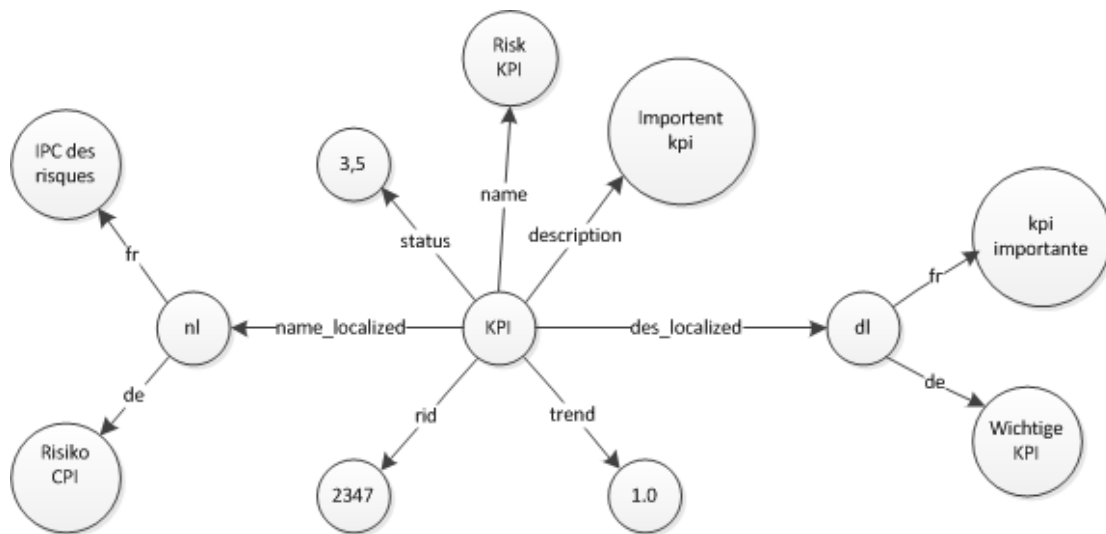 Risk
KPI
Importent
kpi
IPC des
risques
3,5
kpi
importante
name
description
status
fr
fr
nl
name_localized
KPI
des_localized
dl
de
de
rid
trend
Risiko
CPI
Wichtige
KPI
2347
1.0